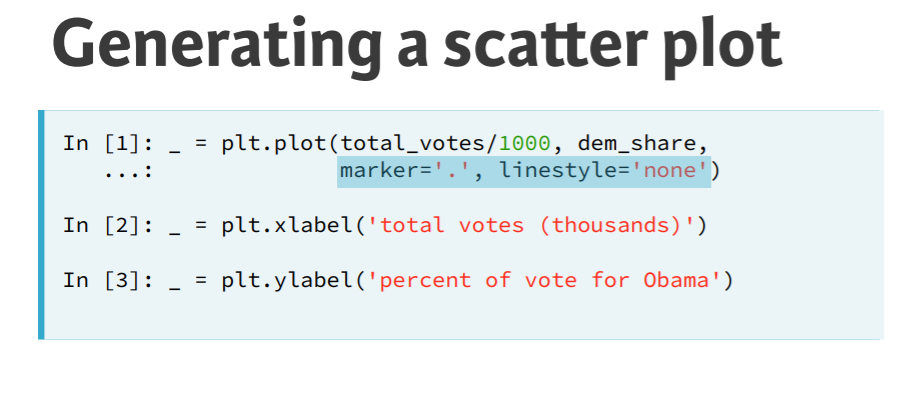 Generating a scatter plot
In [1]: _ = plt.plot(total_votes/1000, dem_share,
...: marker='.', linestyle='none')
In [2]: _ = plt.xlabel('total votes (thousands)')
In [3]: _ = plt.ylabel('percent of vote for Obama')